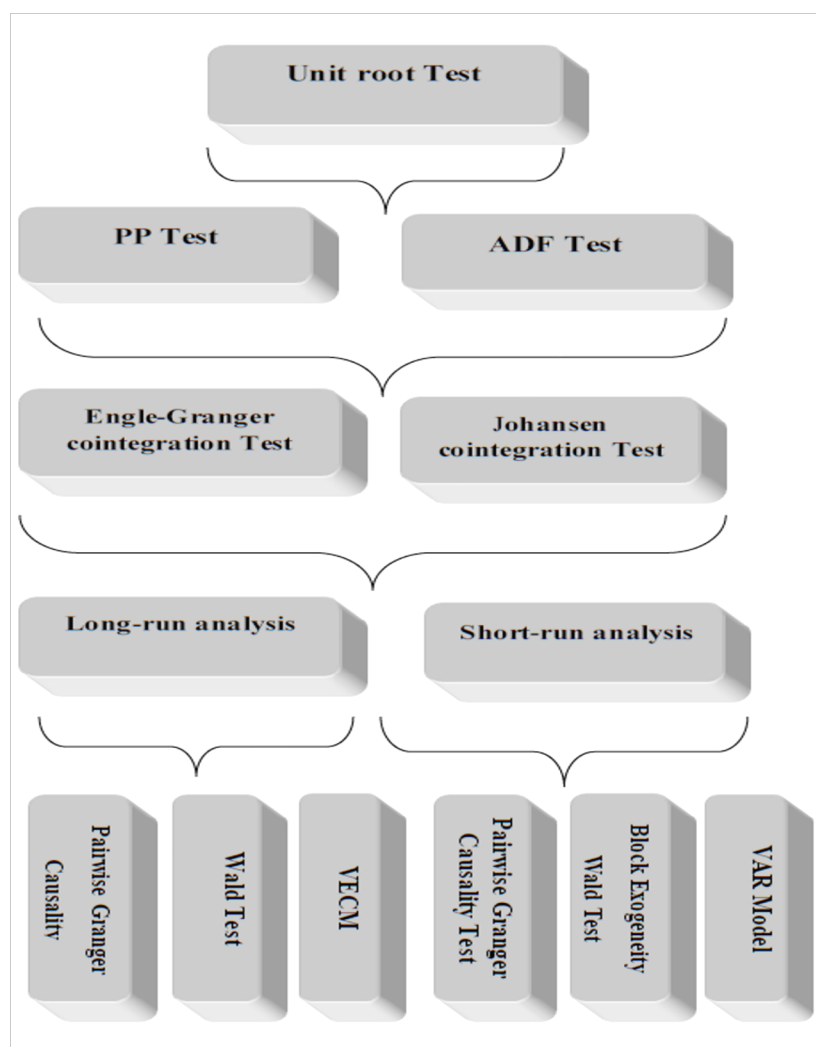 Unit root Test
PP Test
ADF Test
Engle-Granger
cointegration Test
Johansen
cointegration Test
Long-run analysis
Short-run analysis
Pairwise Granger
Causality
Wald Test
VECM
Pairwise Granger
Causality Test
Block Exogeneity
Wald Test
VAR Model